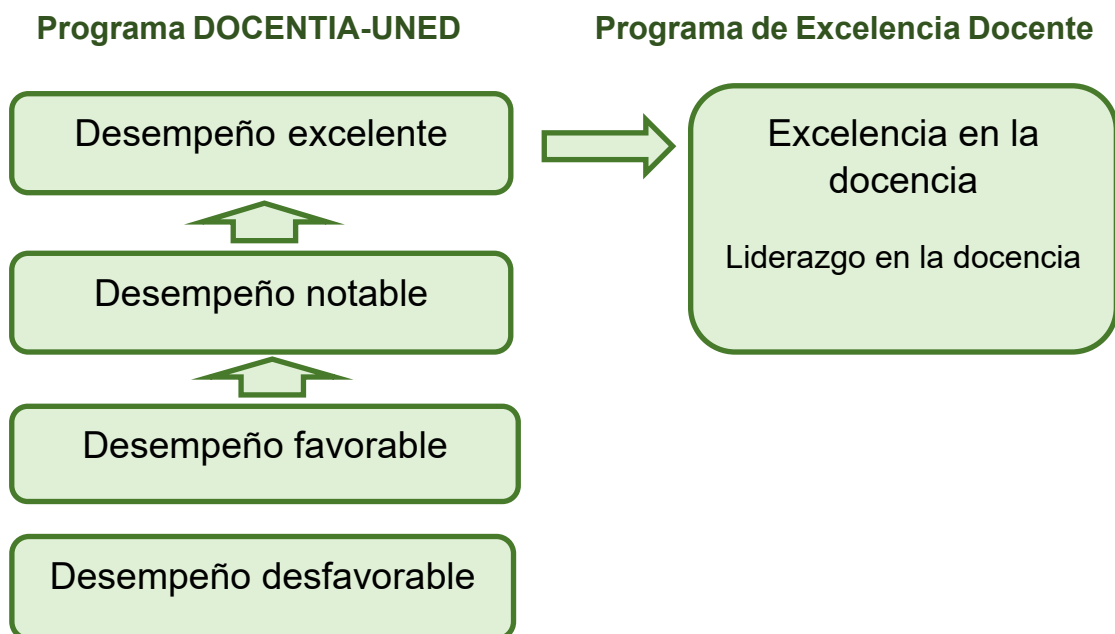 Programa DOCENTIA-UNED
Programa de Excelencia Docente
Desempeño excelente
Excelencia en la
docencia
Liderazgo en la docencia
Desempeño notable
Desempeño favorable
Desempeño desfavorable